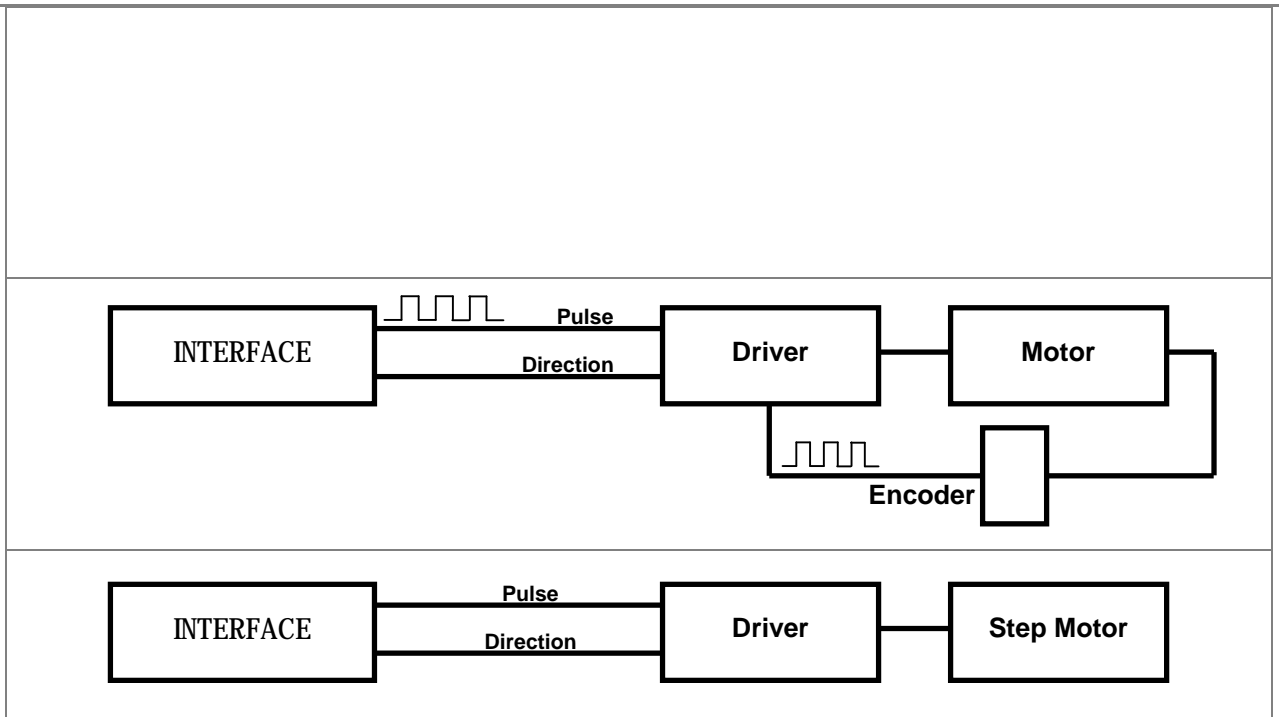 Pulse
INTERFACE
Driver
Motor
Direction
Encoder
Pulse
INTERFACE
Driver
Step Motor
Direction